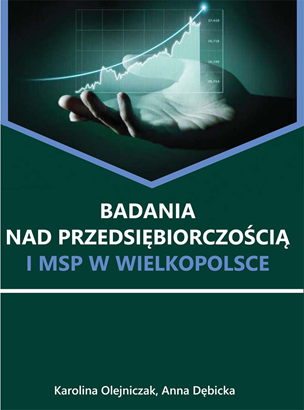 BADANIA
NAD PRZEDSIĘBIORCZOŚCIĄ
I MSP W WIELKOPOLSCE
Karolina Olejniczak, Anna Dębicka